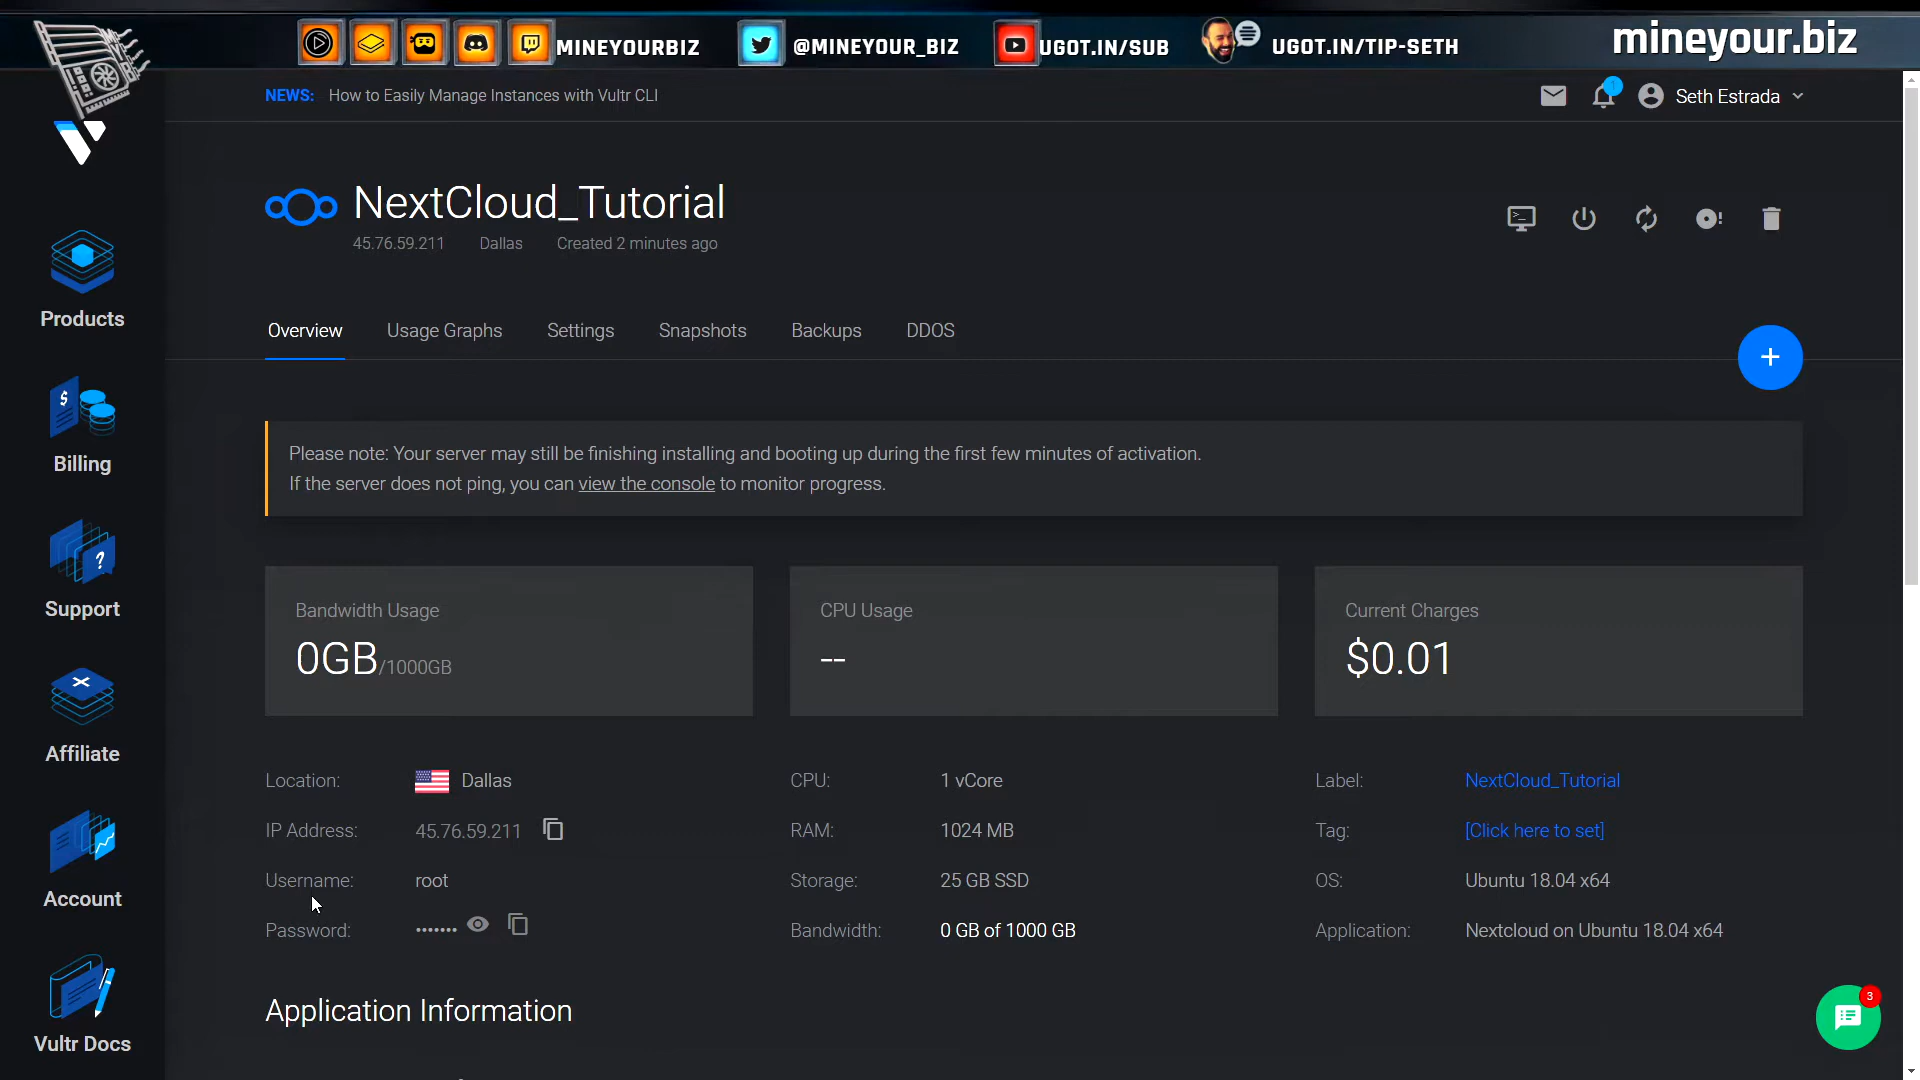 MINEYOURBIZ
@MINEYOUR_BIZ
UGOT.IN/SUB
UGOT.IN/TIP-SETH
mineyour.biz
NEWS: How to Easily Manage Instances with Vultr CLI
1
Seth Estrada
NextCloud_Tutorial
45.76.59.211 Dallas Created 2 minutes ago
Products
Overview Usage Graphs Settings Snapshots Backups DDOS
+
Please note: Your server may still be finishing installing and booting up during the first few minutes of activation.
If the server does not ping, you can view the console to monitor progress.
Billing
Support
Bandwidth Usage
0GB/1000GB
CPU Usage
--
Current Charges
$0.01
Affiliate
Location: Dallas
IP Address: 45.76.59.211
Username: root
Password: •••••••
CPU: 1 vCore
RAM: 1024 MB
Storage: 25 GB SSD
Bandwidth: 0 GB of 1000 GB
Label: NextCloud_Tutorial
Tag: [Click here to set]
OS: Ubuntu 18.04 x64
Application: Nextcloud on Ubuntu 18.04 x64
Account
Application Information
3
Vultr Docs